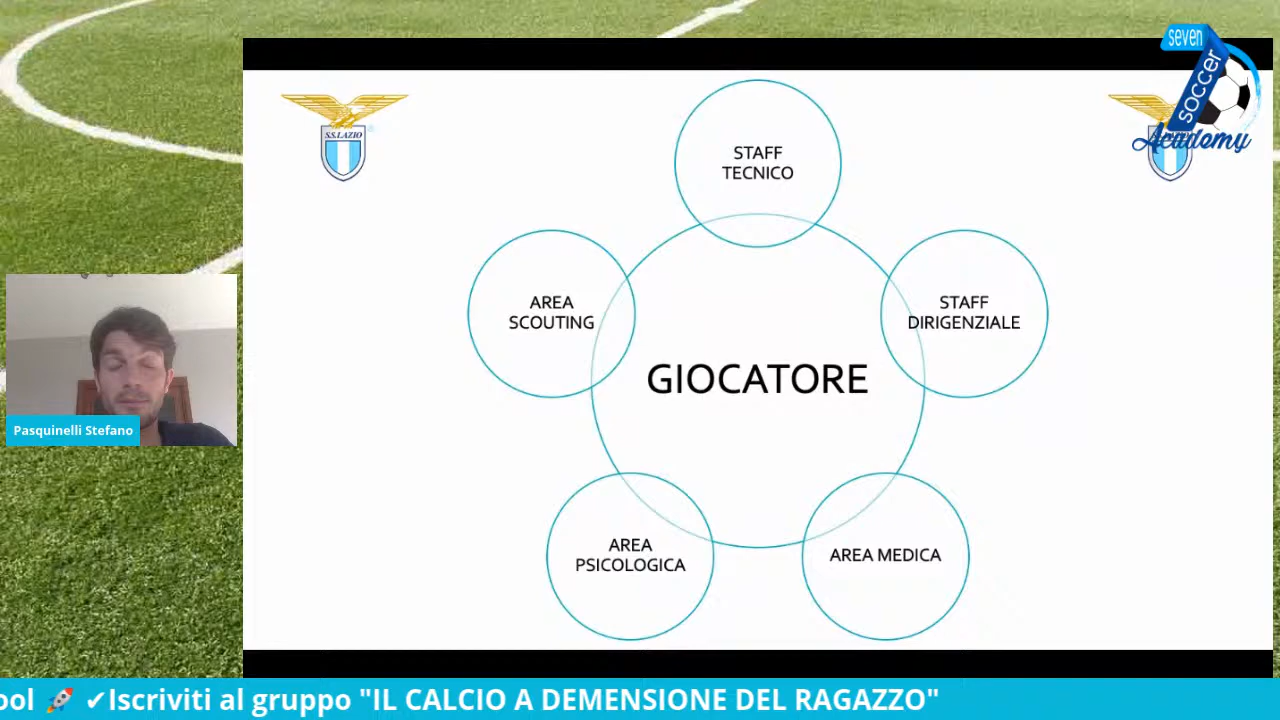 seven
soccer
Academy
S.S.LAZIO
STAFF
TECNICO
AREA
SCOUTING
STAFF
DIRIGENZIALE
GIOCATORE
AREA
PSICOLOGICA
AREA MEDICA
Pasquinelli Stefano
ool 🚀 ✔Iscriviti al gruppo "IL CALCIO A DEMENSIONE DEL RAGAZZO"